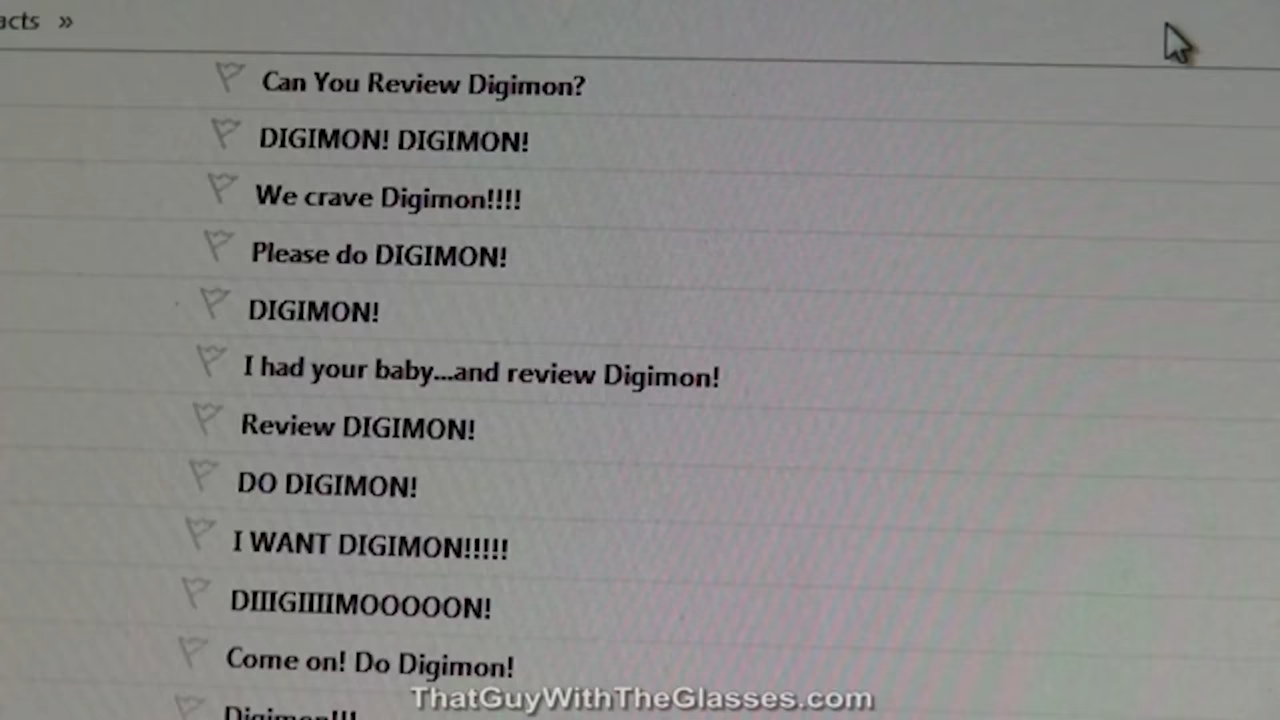 acts »
Can You Review Digimon?
DIGIMON! DIGIMON!
We crave Digimon!!!!
Please do DIGIMON!
DIGIMON!
I had your baby...and review Digimon!
Review DIGIMON!
DO DIGIMON!
I WANT DIGIMON!!!!!
DIIIGIIIIMOOOOON!
Come on! Do Digimon!
ThatGuyWithTheGlasses.com
Digimon!!!